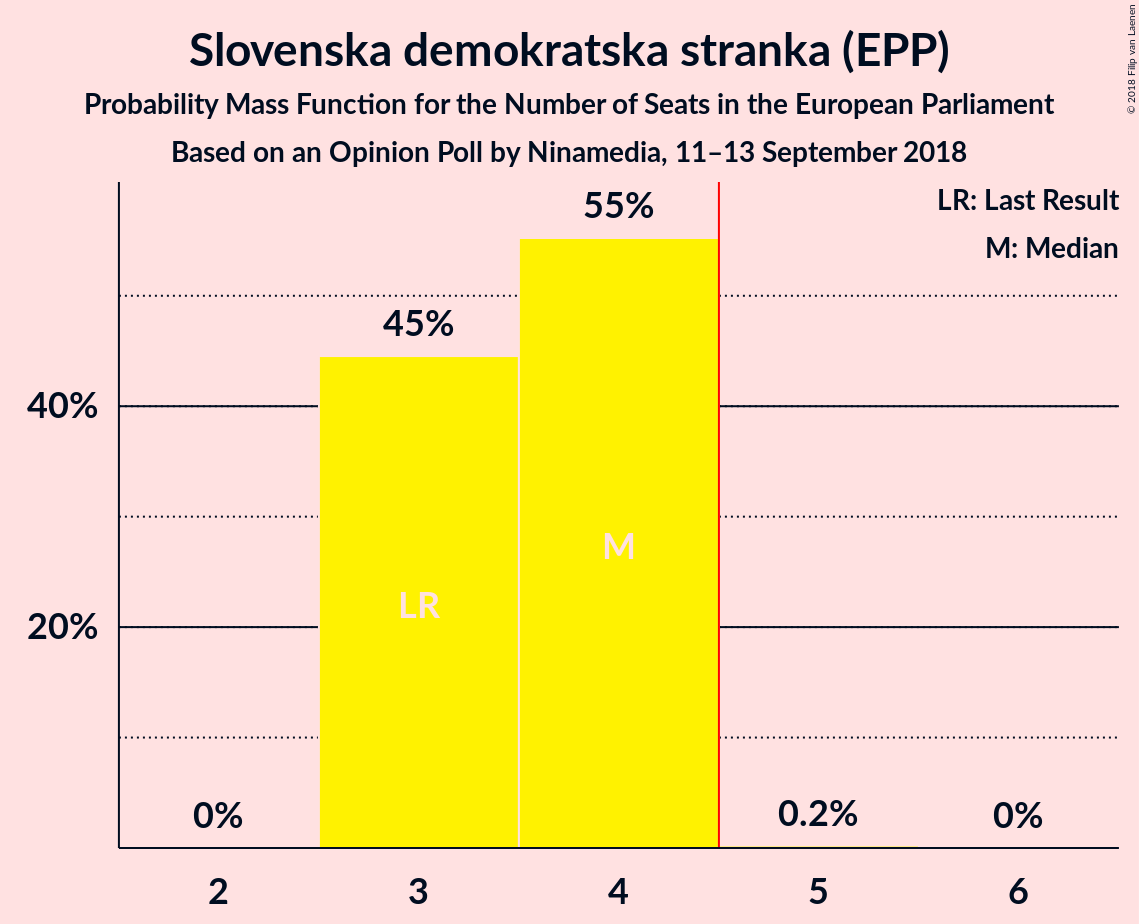 Slovenska demokratska stranka (EPP)
Probability Mass Function for the Number of Seats in the European Parliament
Based on an Opinion Poll by Ninamedia, 11–13 September 2018
© 2018 Filip van Laenen
LR: Last Result
M: Median
55%
45%
40%
M
LR
20%
0%
0.2%
0%
2
3
4
5
6